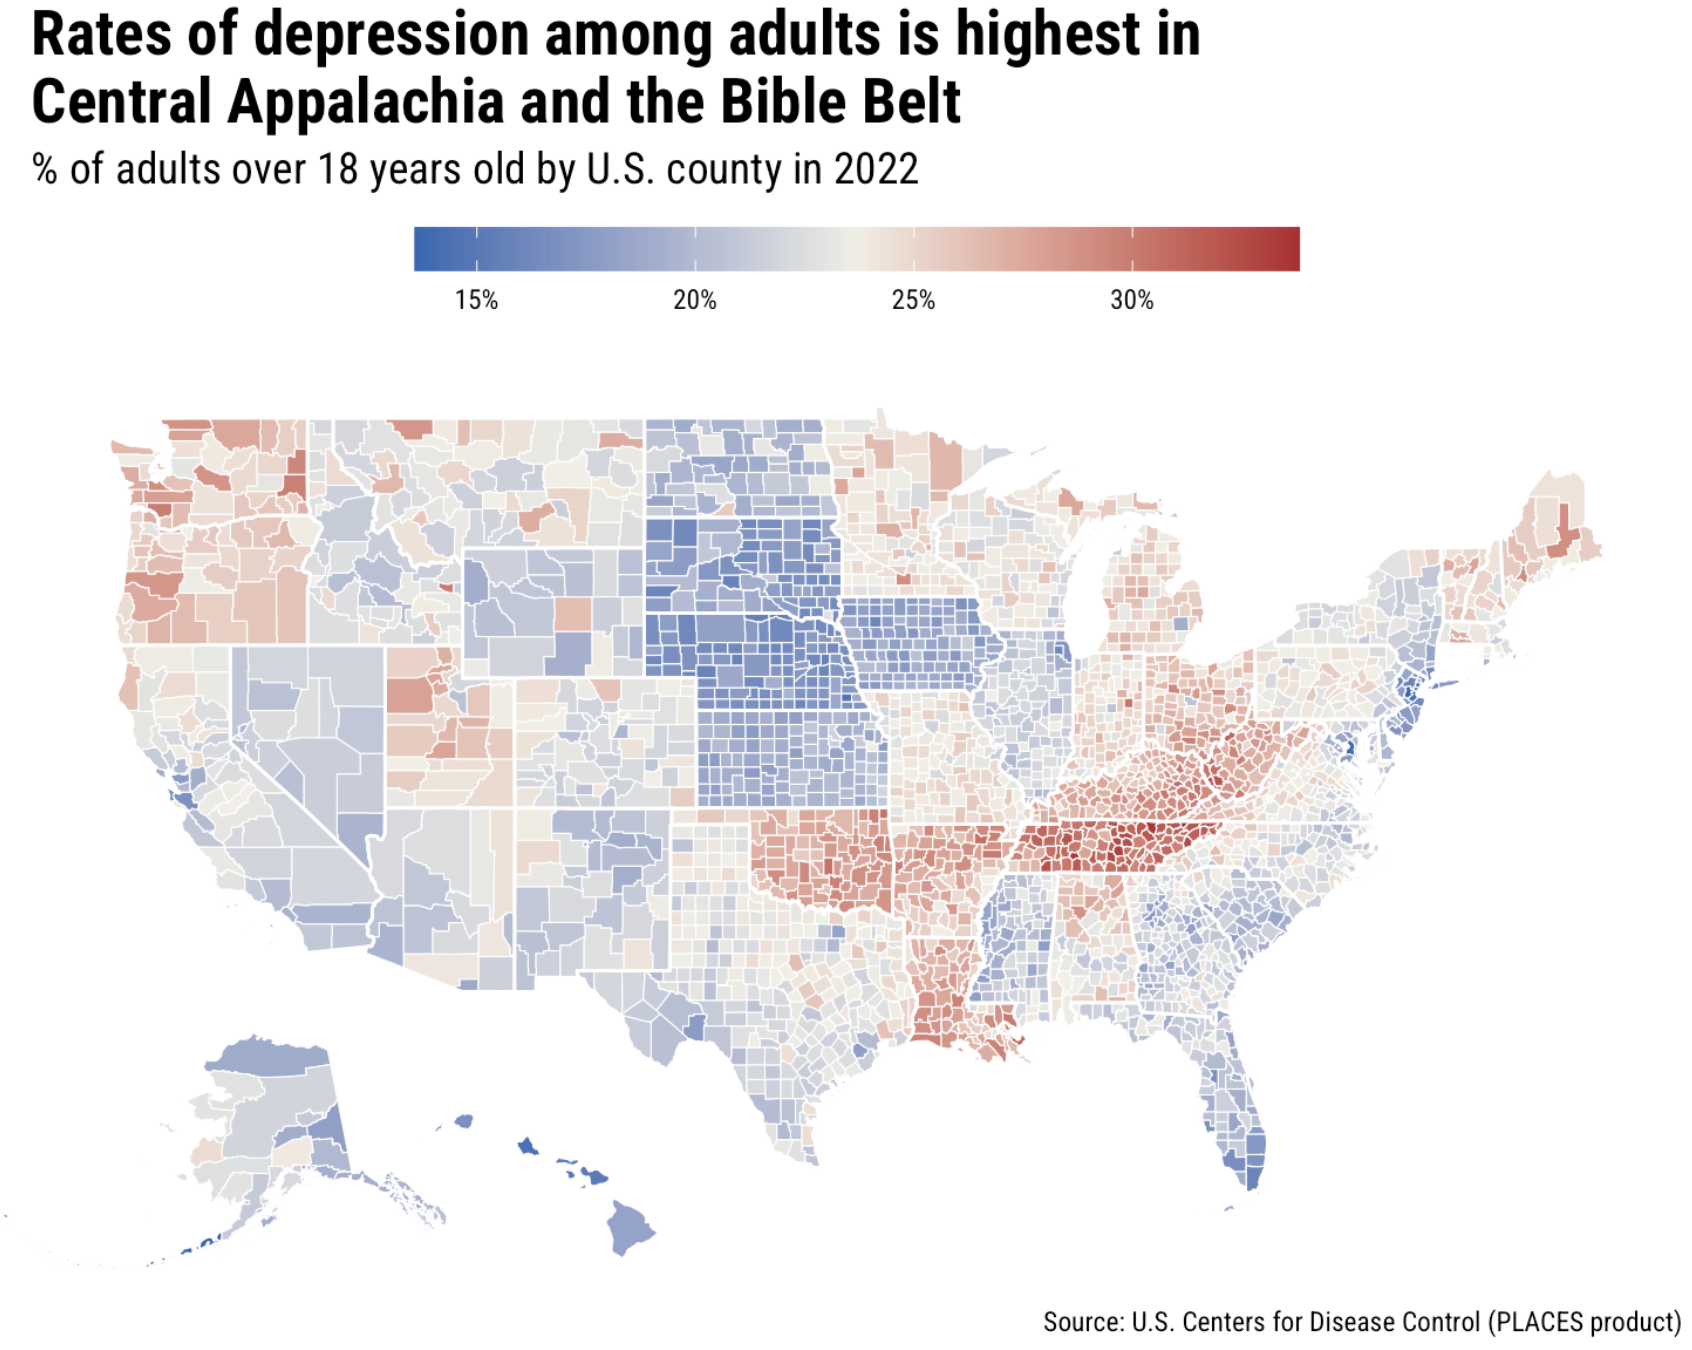 Rates of depression among adults is highest in
Central Appalachia and the Bible Belt
% of adults over 18 years old by U.S. county in 2022
15% 20% 25% 30%
Source: U.S. Centers for Disease Control (PLACES product)